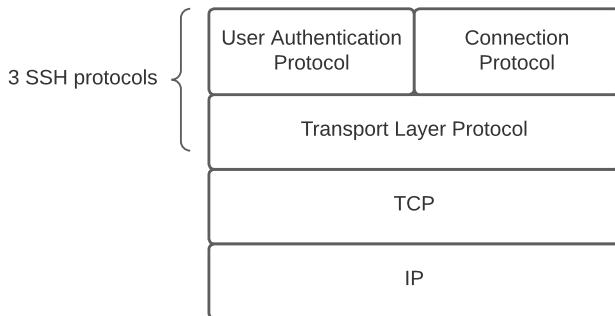 3 SSH protocols
User Authentication
Protocol
Connection
Protocol
Transport Layer Protocol
TCP
IP